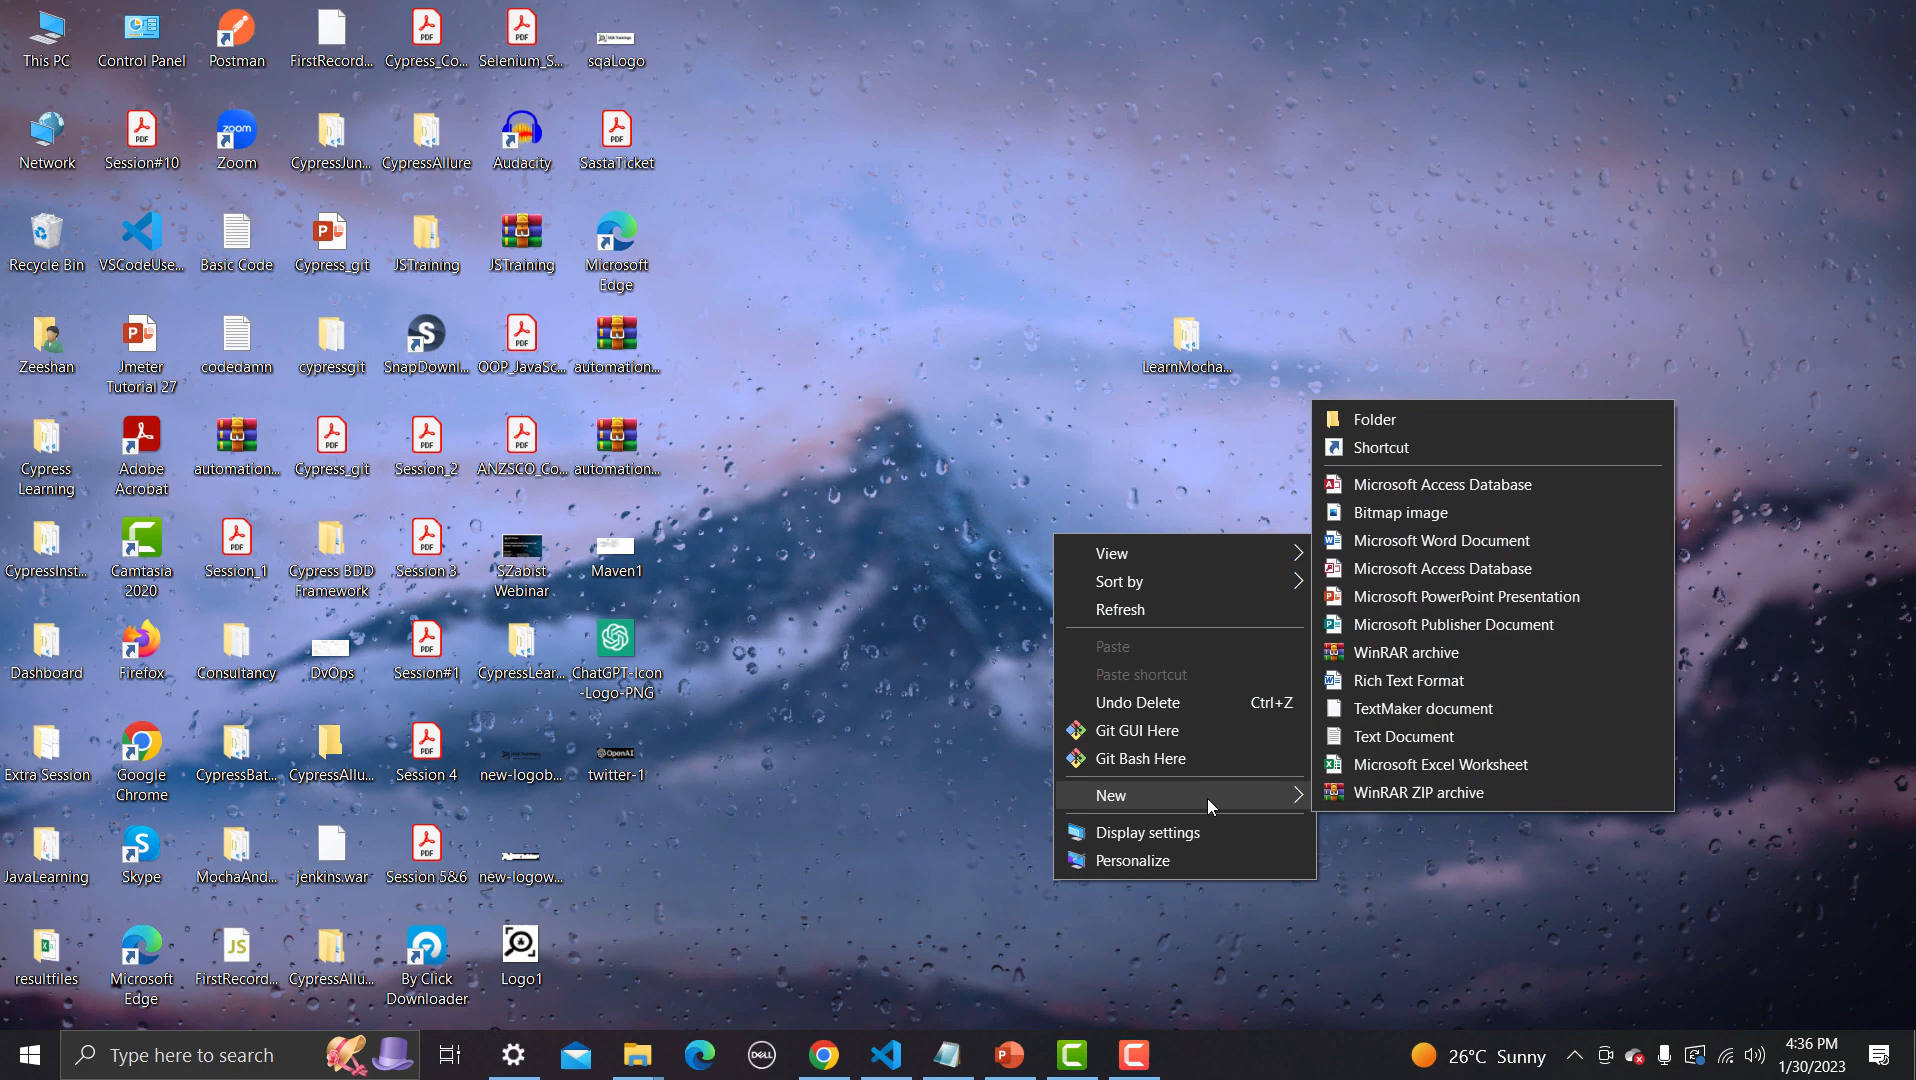 This PC
Control Panel
Postman
FirstRecord...
Cypress_Co...
Selenium_S...
sqaLogo
Network
Session#10
Zoom
CypressJun...
CypressAllure
Audacity
SastaTicket
Recycle Bin
VSCodeUse...
Basic Code
Cypress_git
JSTraining
JSTraining
Microsoft
Edge
Zeeshan
Jmeter
Tutorial 27
codedamn
cypressgit
SnapDownl...
OOP_JavaSc...
automation...
LearnMocha...
Cypress
Learning
Adobe
Acrobat
automation...
Cypress_git
Session_2
ANZSCO_Co...
automation...
CypressInst...
Camtasia
2020
Session_1
Cypress BDD
Framework
Session 3
SZabist
Webinar
Maven1
Dashboard
Firefox
Consultancy
DvOps
Session#1
CypressLear...
ChatGPT-Icon
-Logo-PNG
Extra Session
Google
Chrome
CypressBat...
CypressAllu...
Session 4
new-logob...
OpenAI
twitter-1
JavaLearning
Skype
MochaAnd...
jenkins.war
Session 5&6
new-logow...
resultfiles
Microsoft
Edge
JS
FirstRecord...
CypressAllu...
By Click
Downloader
Logo1
View
Sort by
Refresh
Paste
Paste shortcut
Undo Delete Ctrl+Z
Git GUI Here
Git Bash Here
New
Display settings
Personalize
Folder
Shortcut
Microsoft Access Database
Bitmap image
Microsoft Word Document
Microsoft Access Database
Microsoft PowerPoint Presentation
Microsoft Publisher Document
WinRAR archive
Rich Text Format
TextMaker document
Text Document
Microsoft Excel Worksheet
WinRAR ZIP archive
Type here to search
DELL
26°C Sunny
4:36 PM
1/30/2023